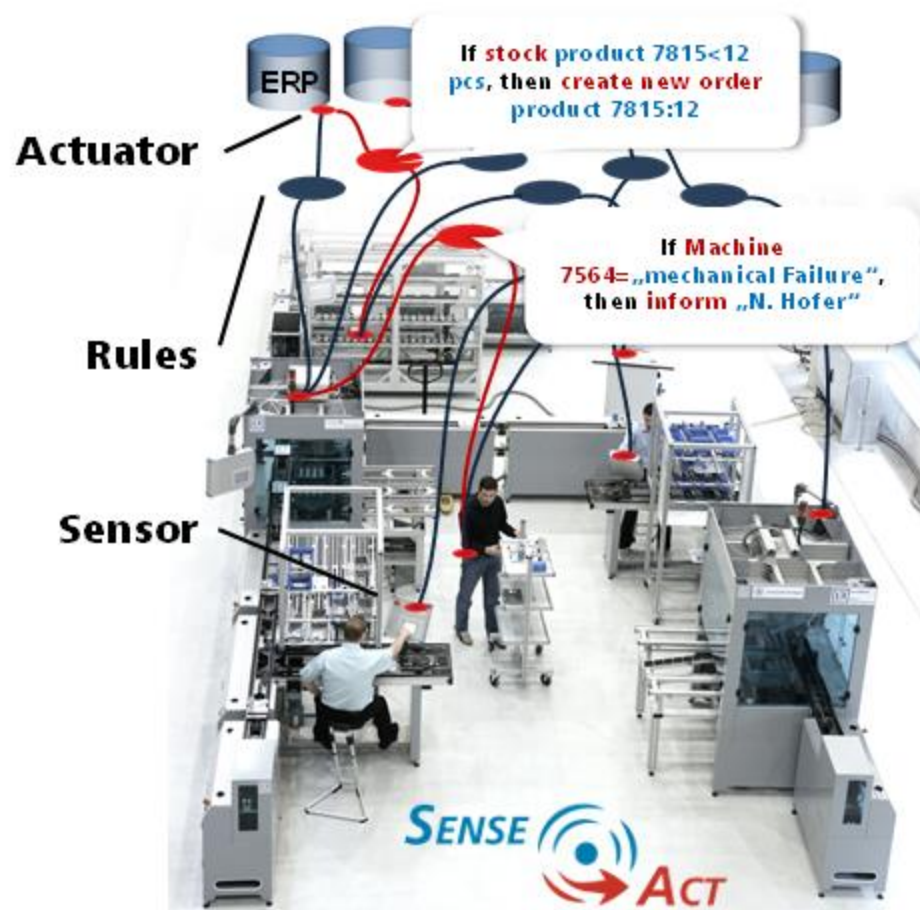 ERP
If stock product 7815<12
pcs, then create new order
product 7815:12
Actuator
If Machine
7564=„mechanical Failure“,
then inform „N. Hofer“
Rules
Sensor
SENSE
ACT